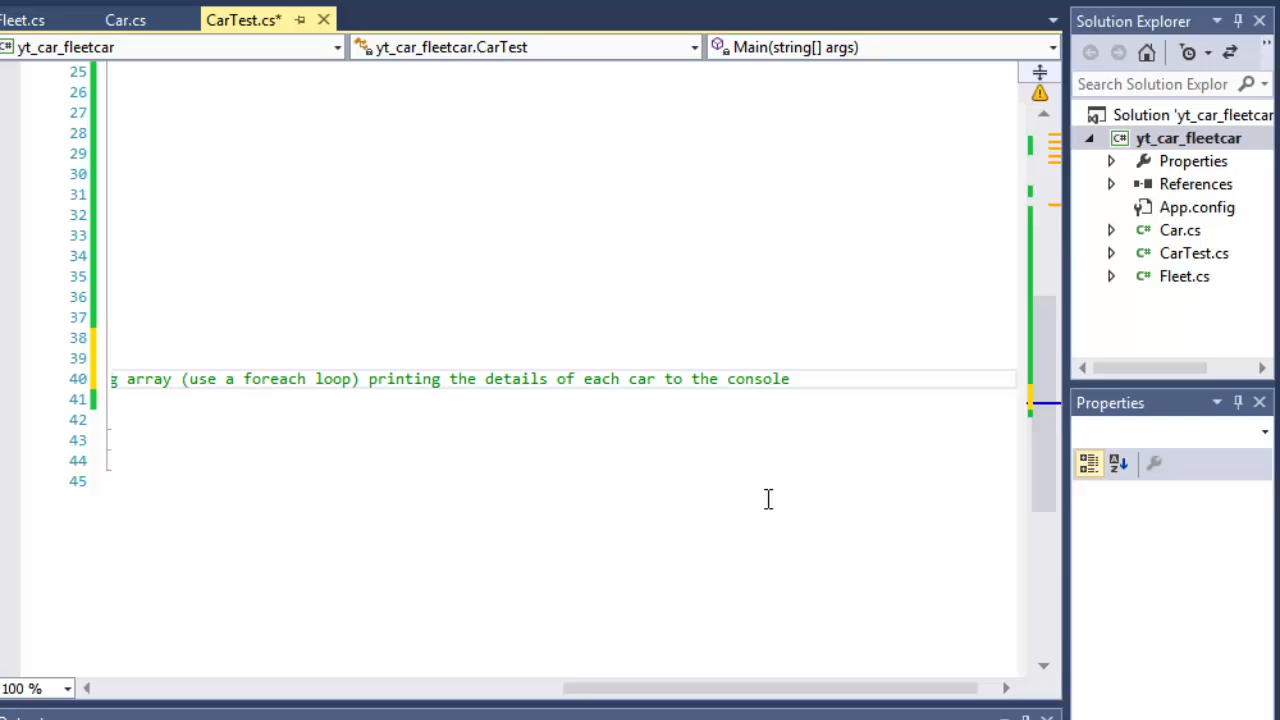 Fleet.cs
Car.cs
CarTest.cs*
Solution Explorer
C# yt_car_fleetcar
yt_car_fleetcar.CarTest
Main(string[] args)
Search Solution Explor
25
26
27
28
29
30
31
32
33
34
35
36
37
38
39
40 g array (use a foreach loop) printing the details of each car to the console
41
42
43
44
45
Solution 'yt_car_fleetcar
C# yt_car_fleetcar
Properties
References
App.config
C# Car.cs
C# CarTest.cs
C# Fleet.cs
Properties
100 %